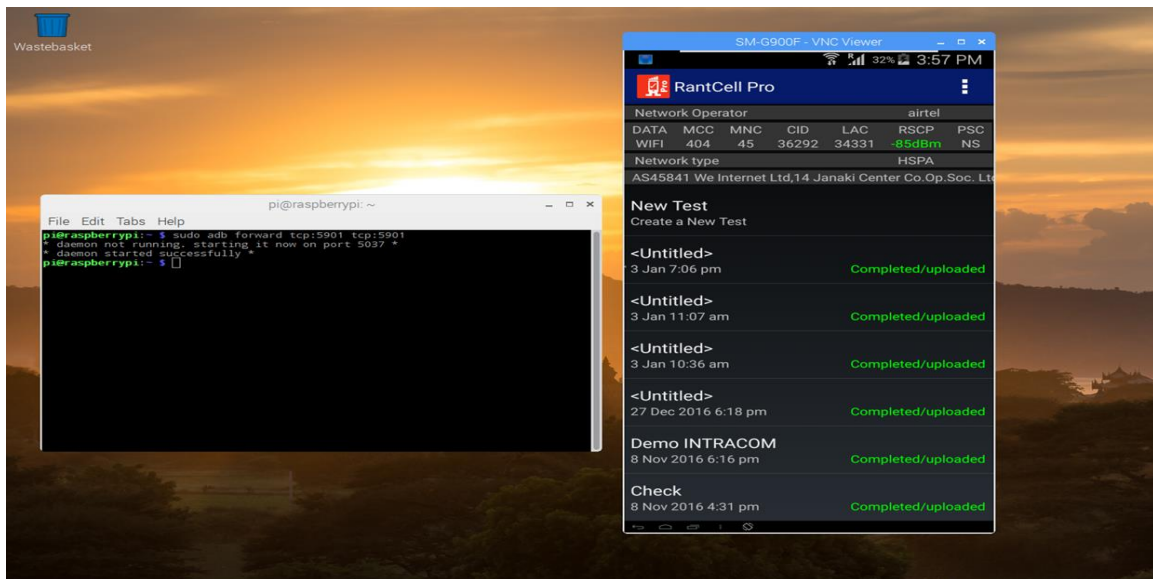 Wastebasket
pi@raspberrypi: ~
File Edit Tabs Help
pi@raspberrypi:~ $ sudo adb forward tcp:5901 tcp:5901
* daemon not running. starting it now on port 5037 *
* daemon started successfully *
pi@raspberrypi:~ $
SM-G900F - VNC Viewer
R 32% 3:57 PM
Pro RantCell Pro
Network Operator airtel
DATA MCC MNC CID LAC RSCP PSC
WIFI 404 45 36292 34331 -85dBm NS
Network type HSPA
AS45841 We Internet Ltd,14 Janaki Center Co.Op.Soc. Ltd
New Test
Create a New Test
<Untitled>
3 Jan 7:06 pm Completed/uploaded
<Untitled>
3 Jan 11:07 am Completed/uploaded
<Untitled>
3 Jan 10:36 am Completed/uploaded
<Untitled>
27 Dec 2016 6:18 pm Completed/uploaded
Demo INTRACOM
8 Nov 2016 6:16 pm Completed/uploaded
Check
8 Nov 2016 4:31 pm Completed/uploaded